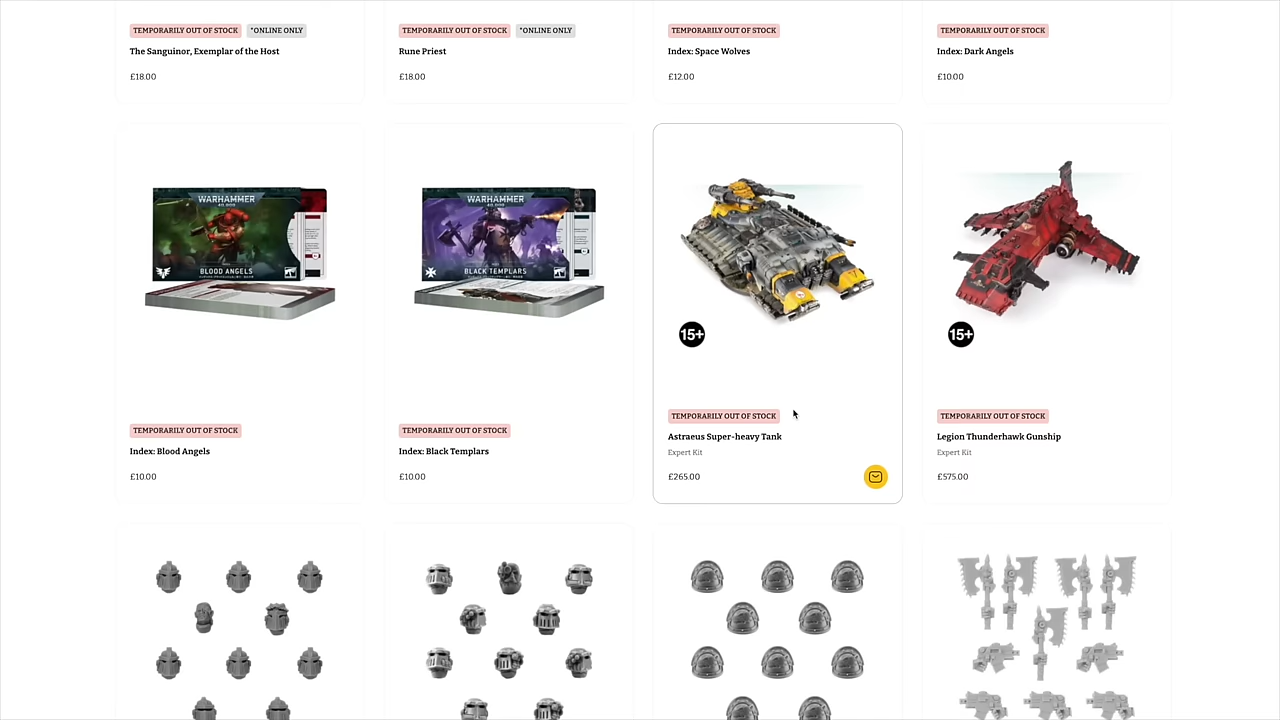 TEMPORARILY OUT OF STOCK *ONLINE ONLY
The Sanguinor, Exemplar of the Host
£18.00
TEMPORARILY OUT OF STOCK *ONLINE ONLY
Rune Priest
£18.00
TEMPORARILY OUT OF STOCK
Index: Space Wolves
£12.00
TEMPORARILY OUT OF STOCK
Index: Dark Angels
£10.00
WARHAMMER
BLOOD ANGELS
TEMPORARILY OUT OF STOCK
Index: Blood Angels
£10.00
WARHAMMER
BLACK TEMPLARS
TEMPORARILY OUT OF STOCK
Index: Black Templars
£10.00
15+
TEMPORARILY OUT OF STOCK
Astraeus Super-heavy Tank
Expert Kit
£265.00
15+
TEMPORARILY OUT OF STOCK
Legion Thunderhawk Gunship
Expert Kit
£575.00